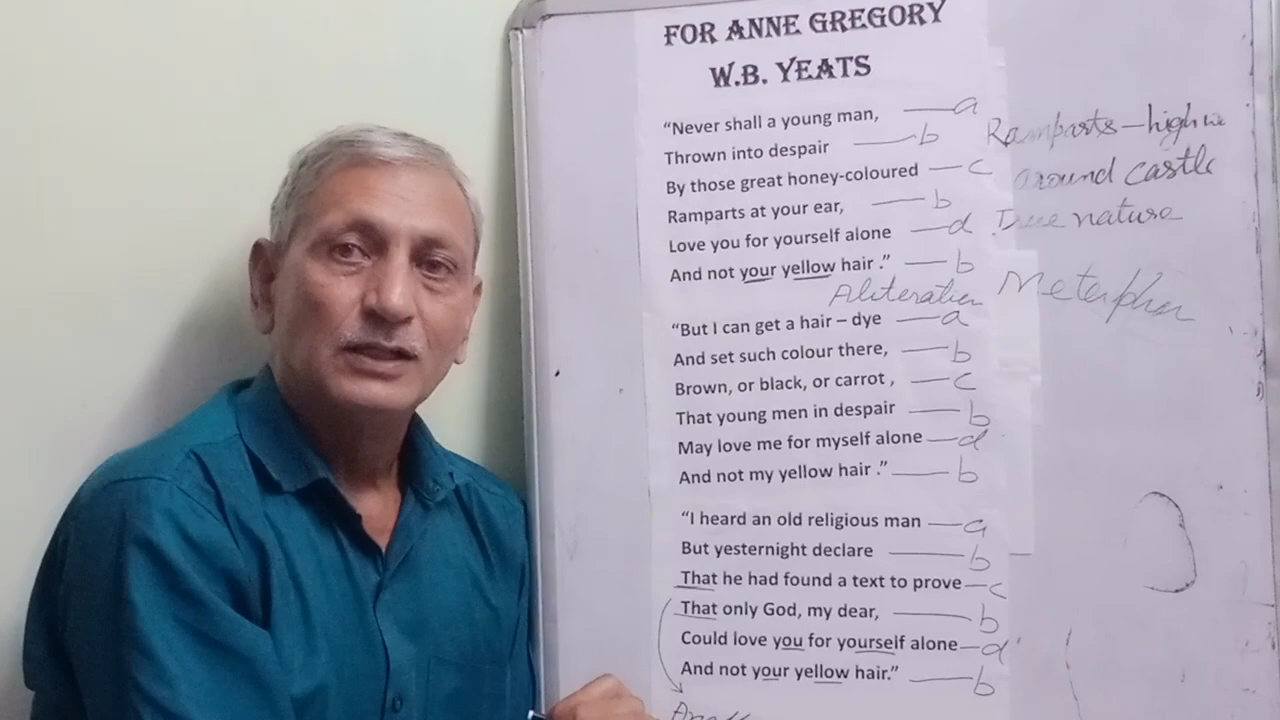 FOR ANNE GREGORY
W.B. YEATS
“Never shall a young man, — a
Thrown into despair — b
Ramparts – high
By those great honey-coloured — c
around castle
Ramparts at your ear, — b
Love you for yourself alone — d
nature
And not your yellow hair .” — b
Aliteration Metaphor
“But I can get a hair – dye — a
And set such colour there, — b
Brown, or black, or carrot , — c
That young men in despair — b
May love me for myself alone — d
And not my yellow hair .” — b
“I heard an old religious man — a
But yesternight declare — b
That he had found a text to prove — c
That only God, my dear, — b
Could love you for yourself alone — d
And not your yellow hair.” — b